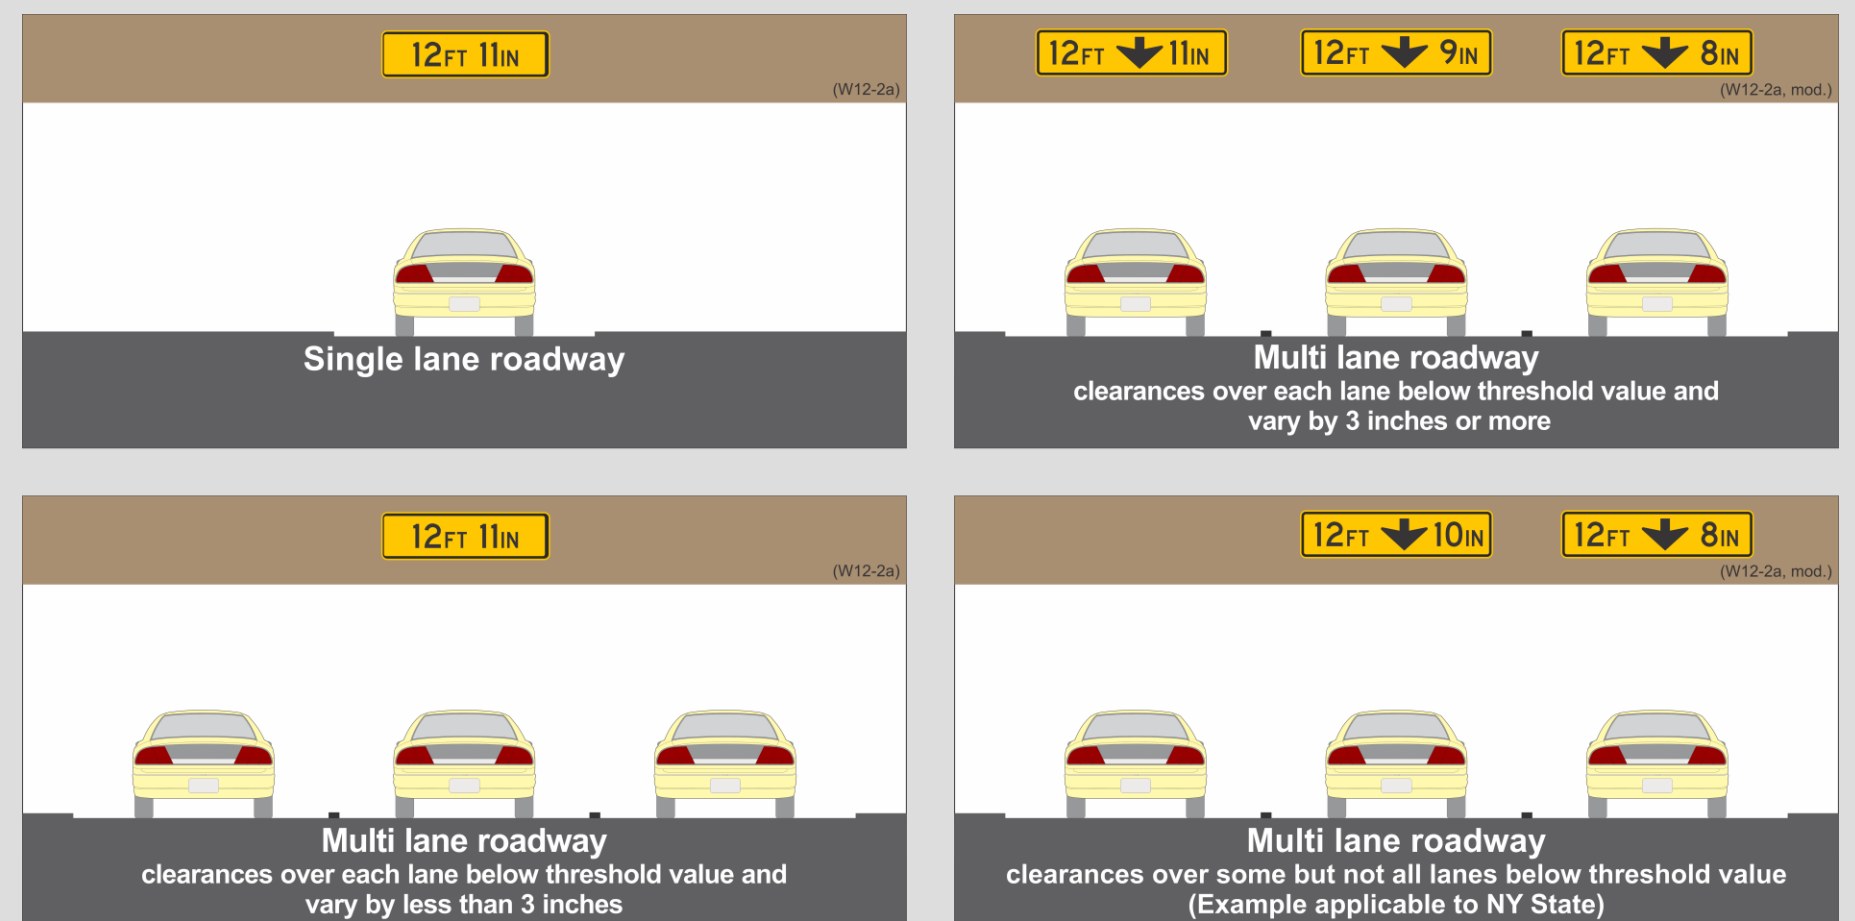 12FT 11IN
(W12-2a)
Single lane roadway
12FT 11IN
12FT 9IN
12FT 8IN
(W12-2a, mod.)
Multi lane roadway
clearances over each lane below threshold value and
vary by 3 inches or more
12FT 11IN
(W12-2a)
Multi lane roadway
clearances over each lane below threshold value and
vary by less than 3 inches
12FT 10IN
12FT 8IN
(W12-2a, mod.)
Multi lane roadway
clearances over some but not all lanes below threshold value
(Example applicable to NY State)